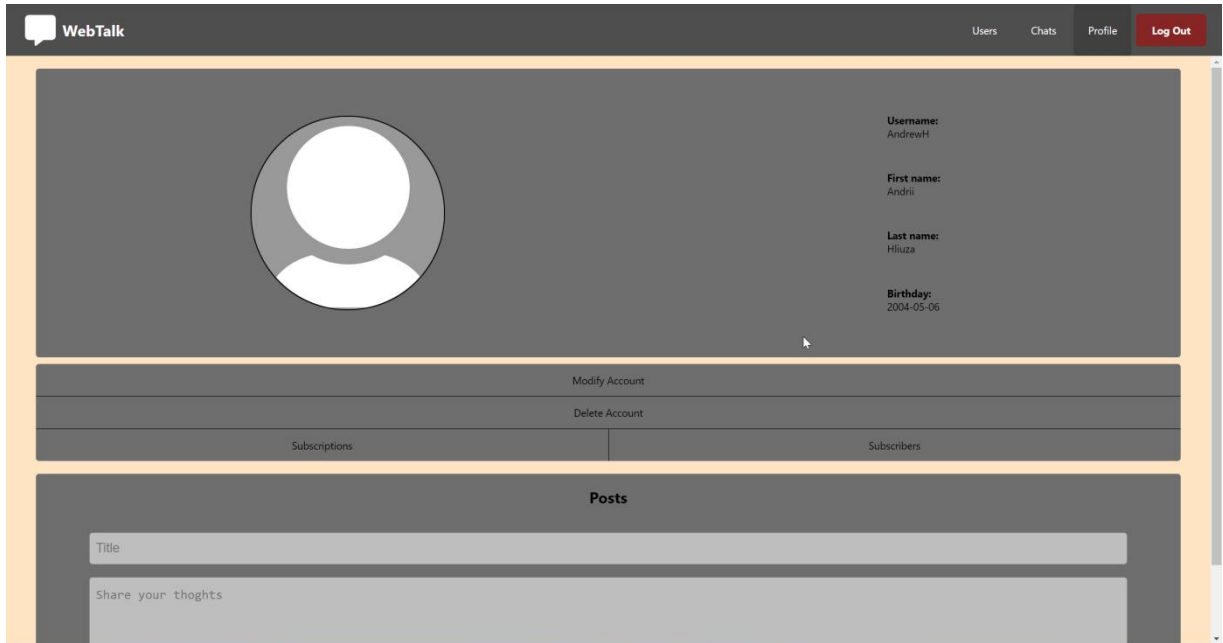 WebTalk
Users
Chats
Profile
Log Out
Username:
AndrewH
First name:
Andrii
Last name:
Hliuza
Birthday:
2004-05-06
Modify Account
Delete Account
Subscriptions
Subscribers
Posts
Title
Share your thoghts